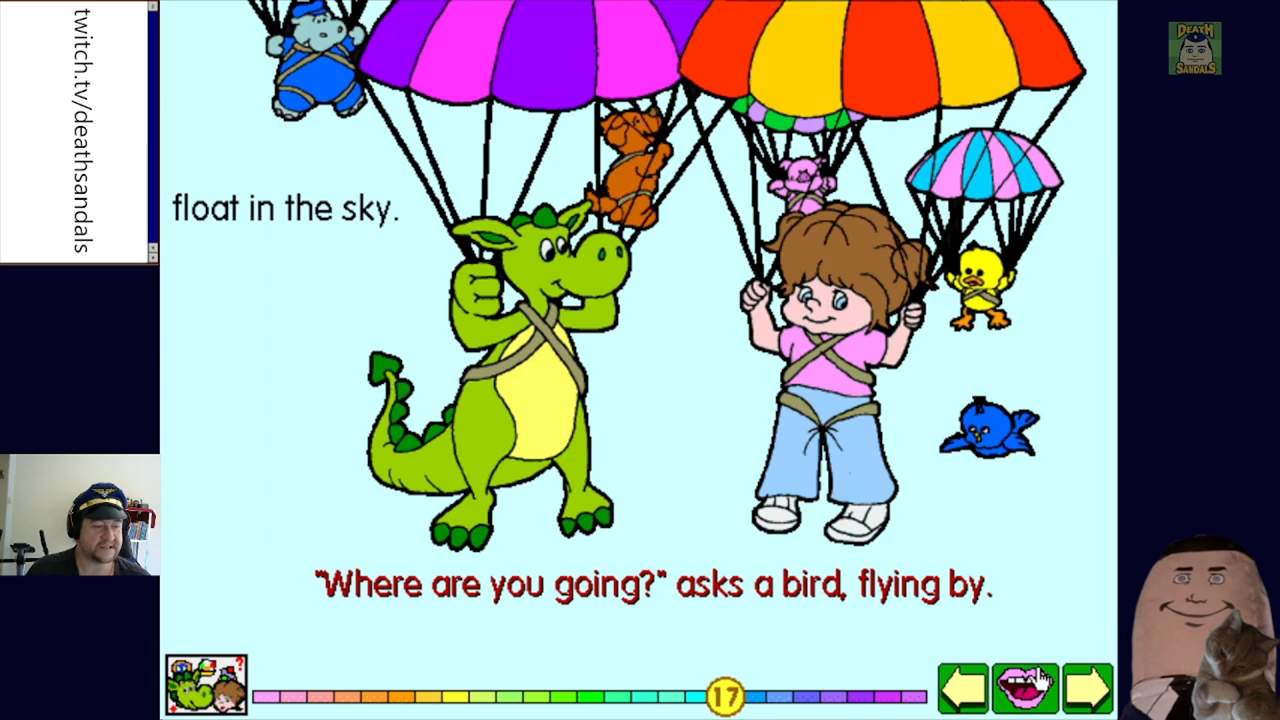 twitch.tv/deathsandals
DEATH
SANDALS
float in the sky.
"Where are you going?" asks a bird, flying by.
?
17